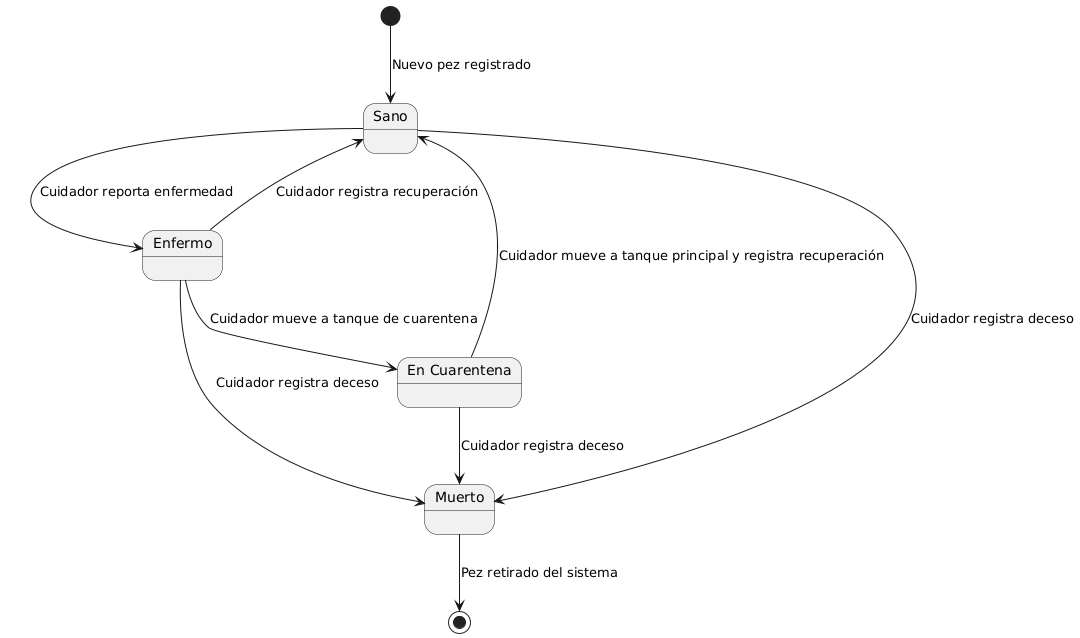 Nuevo pez registrado
Sano
Cuidador reporta enfermedad
Cuidador registra recuperación
Enfermo
Cuidador mueve a tanque principal y registra recuperación
Cuidador mueve a tanque de cuarentena
Cuidador registra deceso
En Cuarentena
Cuidador registra deceso
Cuidador registra deceso
Muerto
Pez retirado del sistema